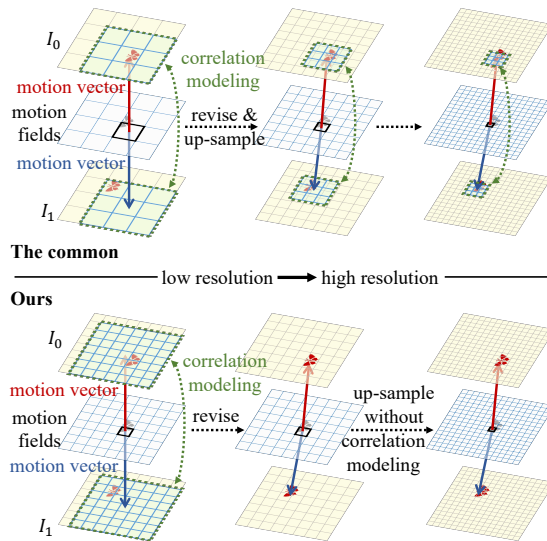 I₀
correlation
modeling
motion vector
motion
fields
revise &
up-sample
motion vector
I₁
The common
low resolution
high resolution
Ours
I₀
correlation
modeling
motion vector
motion
fields
revise
up-sample
without
correlation
modeling
motion vector
I₁